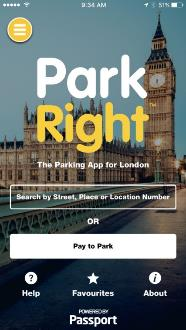 9:34 AM
51%
Park
Right™
The Parking App for London
Search by Street, Place or Location Number
OR
Pay to Park
Help Favourites About
POWERED BY
Passport